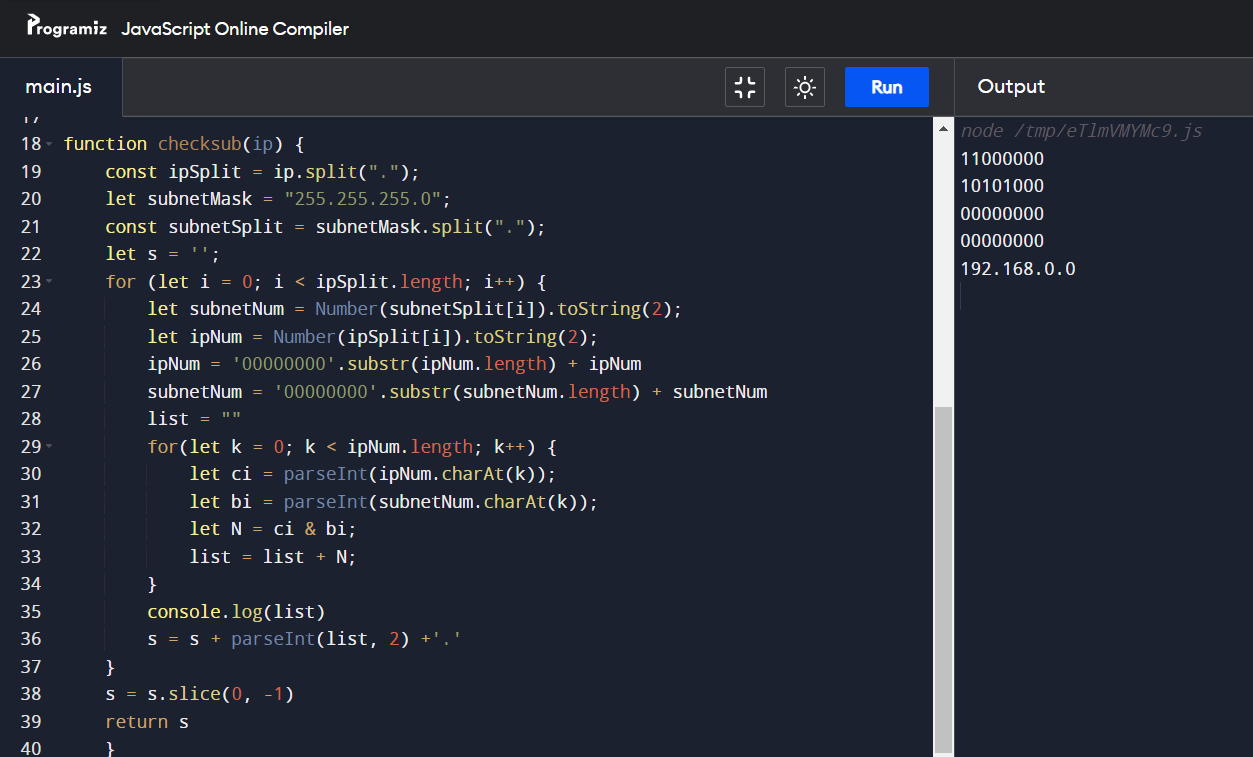 Programiz JavaScript Online Compiler
main.js Run Output
17
18 function checksub(ip) {
19 const ipSplit = ip.split(".");
20 let subnetMask = "255.255.255.0";
21 const subnetSplit = subnetMask.split(".");
22 let s = '';
23 for (let i = 0; i < ipSplit.length; i++) {
24 let subnetNum = Number(subnetSplit[i]).toString(2);
25 let ipNum = Number(ipSplit[i]).toString(2);
26 ipNum = '00000000'.substr(ipNum.length) + ipNum
27 subnetNum = '00000000'.substr(subnetNum.length) + subnetNum
28 list = ""
29 for(let k = 0; k < ipNum.length; k++) {
30 let ci = parseInt(ipNum.charAt(k));
31 let bi = parseInt(subnetNum.charAt(k));
32 let N = ci & bi;
33 list = list + N;
34 }
35 console.log(list)
36 s = s + parseInt(list, 2) +'.'
37 }
38 s = s.slice(0, -1)
39 return s
40 }
node /tmp/eTlmVMYMc9.js
11000000
10101000
00000000
00000000
192.168.0.0